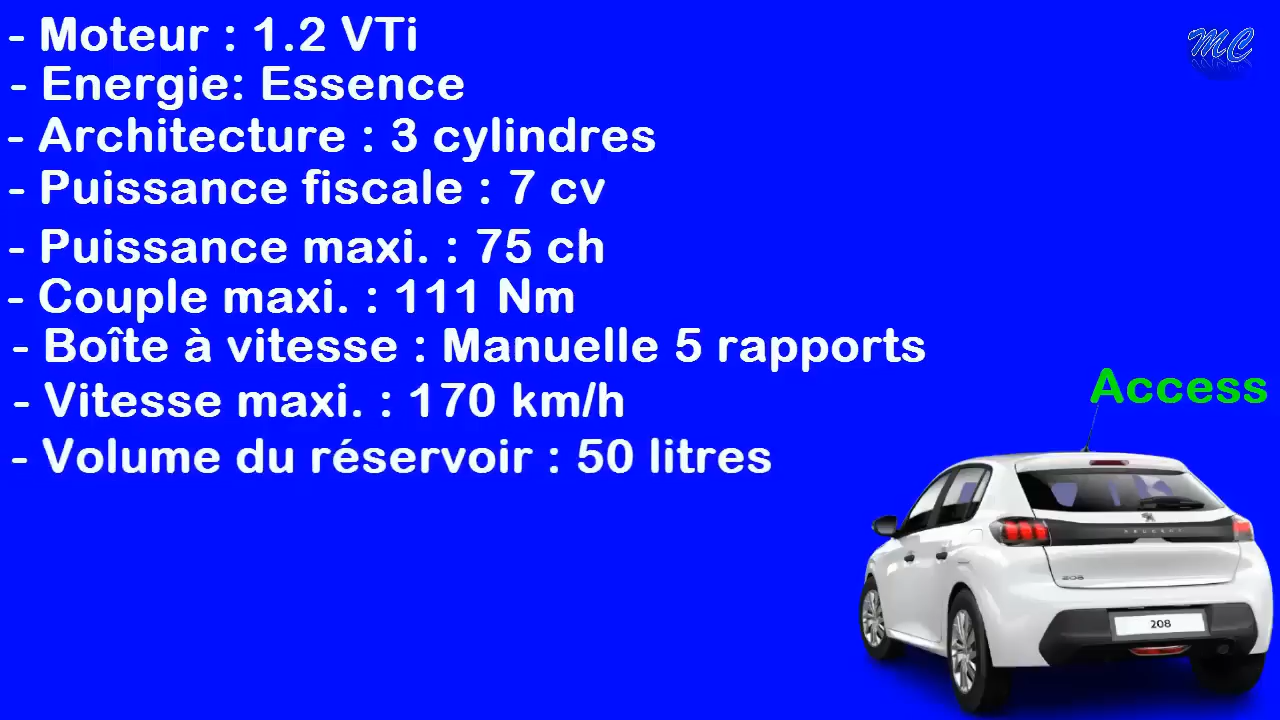 - Moteur : 1.2 VTi
- Energie: Essence
- Architecture : 3 cylindres
- Puissance fiscale : 7 cv
- Puissance maxi. : 75 ch
- Couple maxi. : 111 Nm
- Boîte à vitesse : Manuelle 5 rapports
- Vitesse maxi. : 170 km/h
- Volume du réservoir : 50 litres
MC
Access
PEUGEOT
208
208